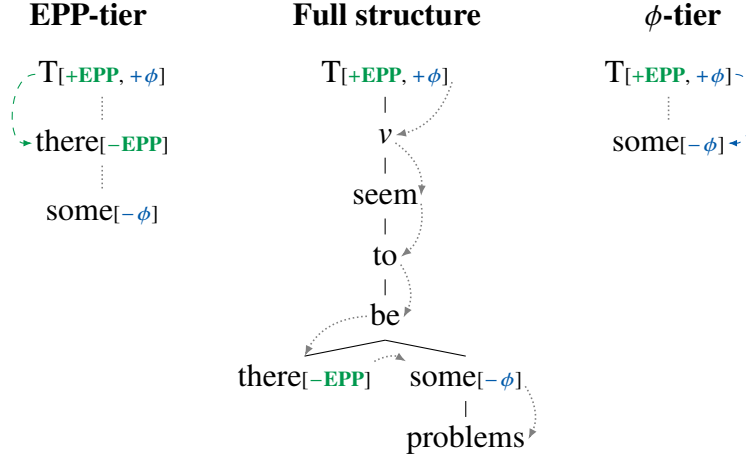 EPP-tier
T[+EPP, +ϕ]
there[−EPP]
some[−ϕ]
Full structure
T[+EPP, +ϕ]
v
seem
to
be
there[−EPP] some[−ϕ]
problems
ϕ-tier
T[+EPP, +ϕ]
some[−ϕ]